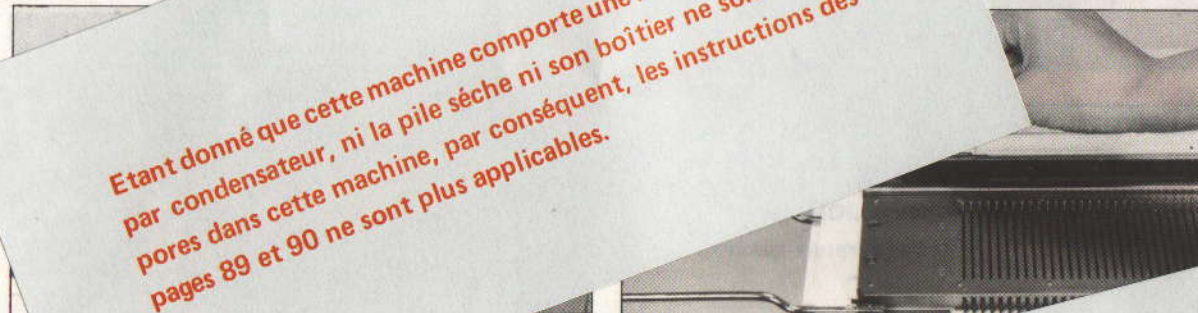 Etant donné que cette machine comporte une
par condensateur, ni la pile séche ni son boîtier ne
pores dans cette machine, par conséquent, les instructions des
pages 89 et 90 ne sont plus applicables.